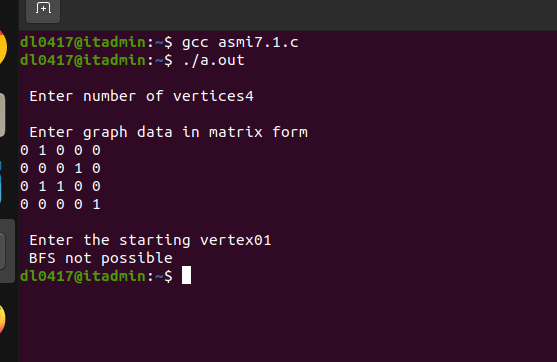 dl0417@itadmin:~$ gcc asmi7.1.c
dl0417@itadmin:~$ ./a.out
Enter number of vertices4
Enter graph data in matrix form
0 1 0 0 0
0 0 0 1 0
0 1 1 0 0
0 0 0 0 1
Enter the starting vertex01
BFS not possible
dl0417@itadmin:~$